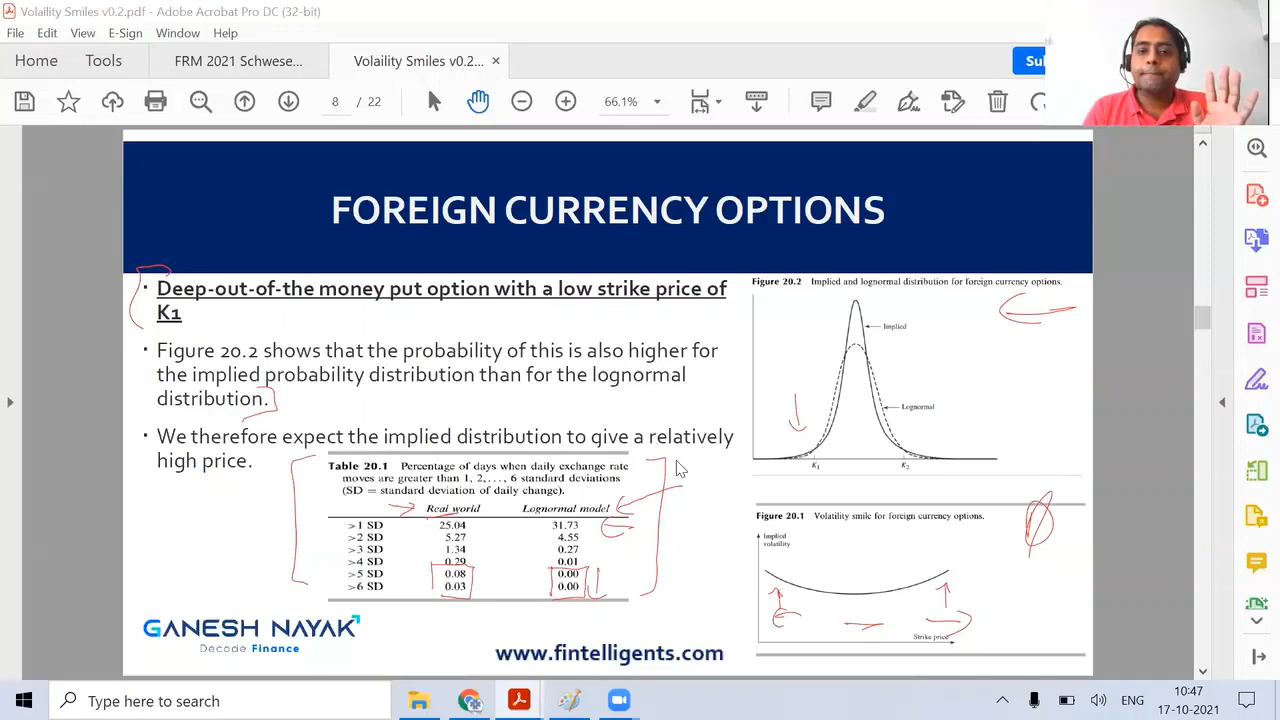 Volaility Smiles v0.2.pdf - Adobe Acrobat Pro DC (32-bit)
File Edit View E-Sign Window Help
Home Tools FRM 2021 Schwese... Volaility Smiles v0.2... ×
8 / 22 66.1%
FOREIGN CURRENCY OPTIONS
· Deep-out-of-the money put option with a low strike price of
K1
· Figure 20.2 shows that the probability of this is also higher for
the implied probability distribution than for the lognormal
distribution.
· We therefore expect the implied distribution to give a relatively
high price.
Table 20.1 Percentage of days when daily exchange rate
moves are greater than 1, 2,..., 6 standard deviations
(SD = standard deviation of daily change).
Real world Lognormal model
>1 SD 25.04 31.73
>2 SD 5.27 4.55
>3 SD 1.34 0.27
>4 SD 0.29 0.01
>5 SD 0.08 0.00
>6 SD 0.03 0.00
Figure 20.2 Implied and lognormal distribution for foreign currency options.
Implied
Lognormal
K1 K2
Figure 20.1 Volatility smile for foreign currency options.
Implied
volatility
Strike price
GANESH NAYAK
Decode Finance
www.fintelligents.com
Type here to search
ENG
10:47
17-10-2021